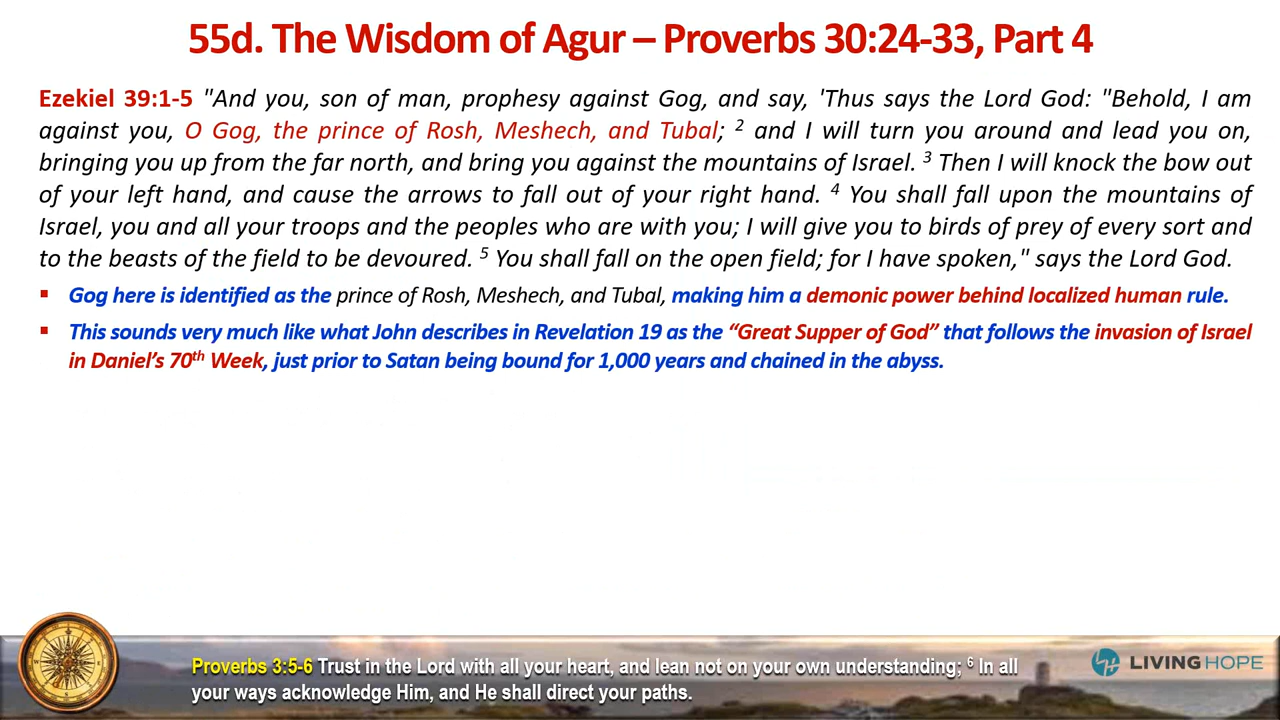 55d. The Wisdom of Agur – Proverbs 30:24-33, Part 4
Ezekiel 39:1-5 "And you, son of man, prophesy against Gog, and say, 'Thus says the Lord God: "Behold, I am
against you, O Gog, the prince of Rosh, Meshech, and Tubal; 2 and I will turn you around and lead you on,
bringing you up from the far north, and bring you against the mountains of Israel. 3 Then I will knock the bow out
of your left hand, and cause the arrows to fall out of your right hand. 4 You shall fall upon the mountains of
Israel, you and all your troops and the peoples who are with you; I will give you to birds of prey of every sort and
to the beasts of the field to be devoured. 5 You shall fall on the open field; for I have spoken," says the Lord God.
▪ Gog here is identified as the prince of Rosh, Meshech, and Tubal, making him a demonic power behind localized human rule.
▪ This sounds very much like what John describes in Revelation 19 as the “Great Supper of God” that follows the invasion of Israel
in Daniel’s 70th Week, just prior to Satan being bound for 1,000 years and chained in the abyss.
Proverbs 3:5-6 Trust in the Lord with all your heart, and lean not on your own understanding; 6 In all
your ways acknowledge Him, and He shall direct your paths.
LIVING HOPE